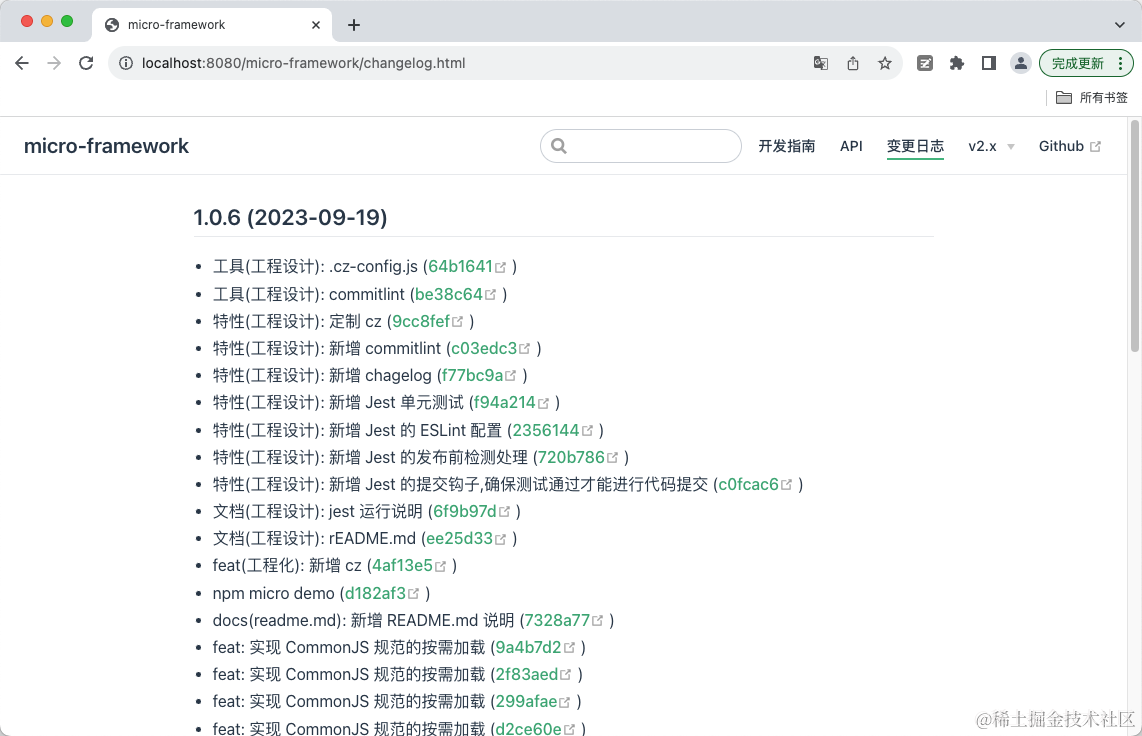 micro-framework
localhost:8080/micro-framework/changelog.html
完成更新
所有书签
micro-framework
开发指南 API 变更日志 v2.x Github
1.0.6 (2023-09-19)
工具(工程设计): .cz-config.js (64b1641 )
工具(工程设计): commitlint (be38c64 )
特性(工程设计): 定制 cz (9cc8fef )
特性(工程设计): 新增 commitlint (c03edc3 )
特性(工程设计): 新增 chagelog (f77bc9a )
特性(工程设计): 新增 Jest 单元测试 (f94a214 )
特性(工程设计): 新增 Jest 的 ESLint 配置 (2356144 )
特性(工程设计): 新增 Jest 的发布前检测处理 (720b786 )
特性(工程设计): 新增 Jest 的提交钩子,确保测试通过才能进行代码提交 (c0fcac6 )
文档(工程设计): jest 运行说明 (6f9b97d )
文档(工程设计): rEADME.md (ee25d33 )
feat(工程化): 新增 cz (4af13e5 )
npm micro demo (d182af3 )
docs(readme.md): 新增 README.md 说明 (7328a77 )
feat: 实现 CommonJS 规范的按需加载 (9a4b7d2 )
feat: 实现 CommonJS 规范的按需加载 (2f83aed )
feat: 实现 CommonJS 规范的按需加载 (299afae )
feat: 实现 CommonJS 规范的按需加载 (d2ce60e )
@稀土掘金技术社区